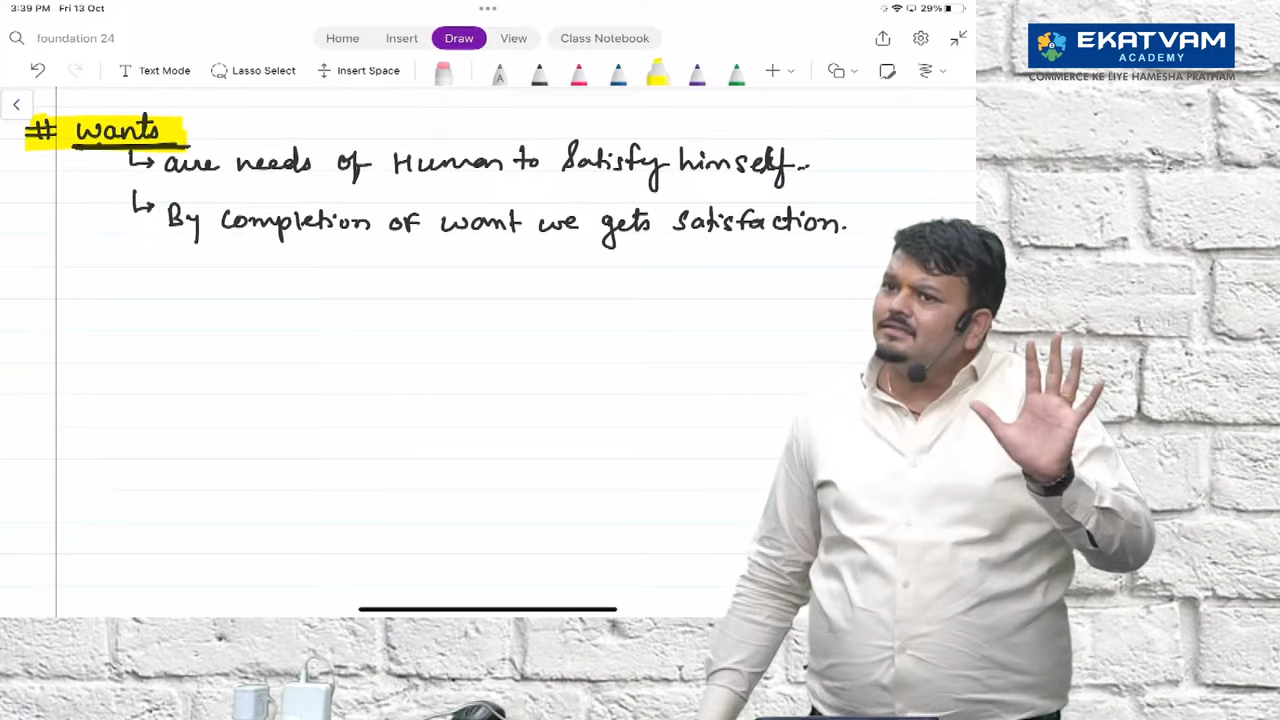 3:39 PM Fri 13 Oct
29%
foundation 24
Home Insert Draw View Class Notebook
Text Mode Lasso Select Insert Space
A
# wants
↳ are needs of Human to Satisfy himself.
↳ By completion of want we gets satisfaction.
EKATVAM
ACADEMY
COMMERCE KE LIYE HAMESHA PRATHAM